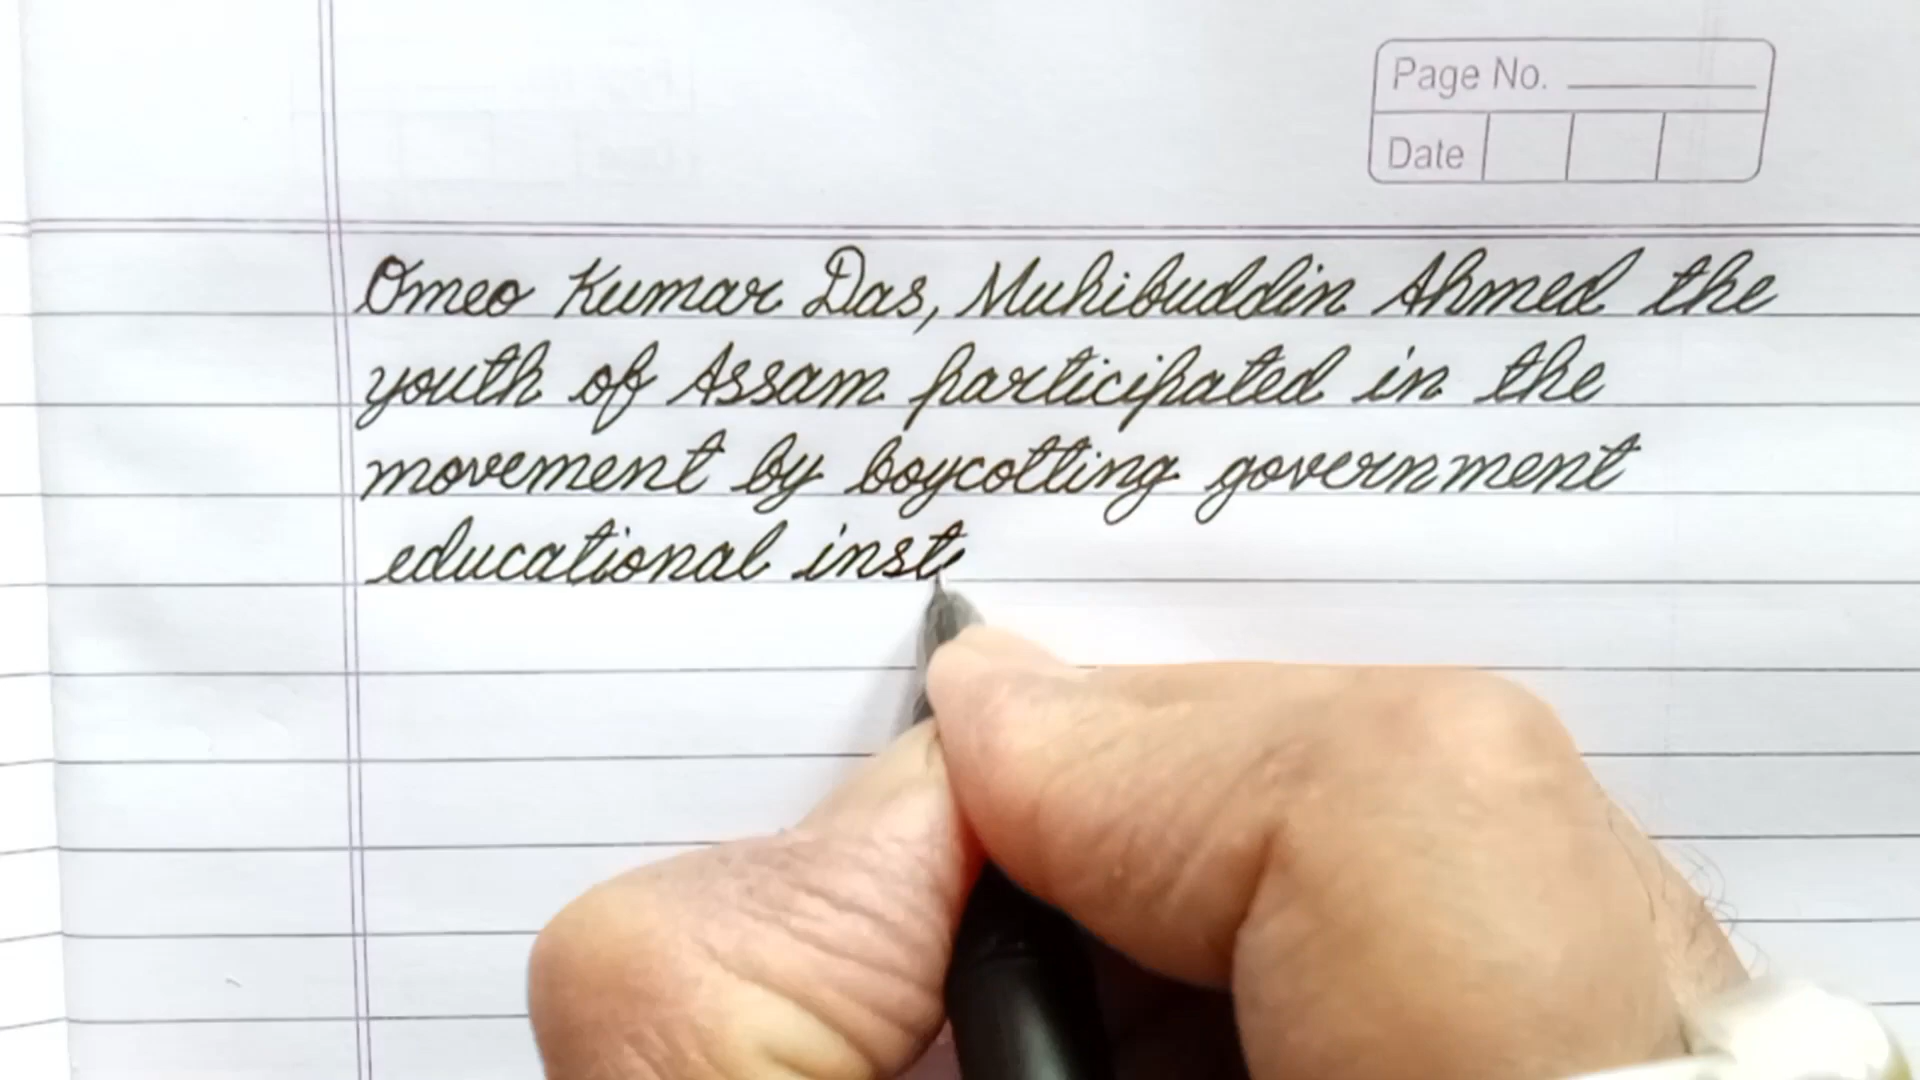 Page No.
Date
Omeo Kumar Das, Muhibuddin Ahmed the
youth of Assam participated in the
movement by boycotting government
educational inst